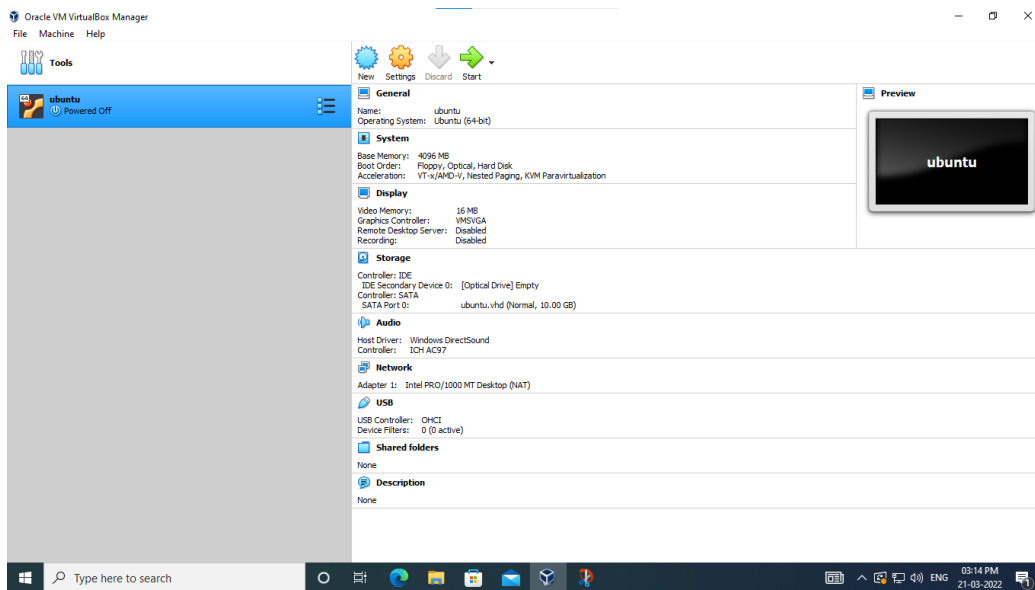 Oracle VM VirtualBox Manager
File Machine Help
Tools
New Settings Discard Start
64
ubuntu
Powered Off
General
Name: ubuntu
Operating System: Ubuntu (64-bit)
System
Base Memory: 4096 MB
Boot Order: Floppy, Optical, Hard Disk
Acceleration: VT-x/AMD-V, Nested Paging, KVM Paravirtualization
Display
Video Memory: 16 MB
Graphics Controller: VMSVGA
Remote Desktop Server: Disabled
Recording: Disabled
Storage
Controller: IDE
IDE Secondary Device 0: [Optical Drive] Empty
Controller: SATA
SATA Port 0: ubuntu.vhd (Normal, 10.00 GB)
Audio
Host Driver: Windows DirectSound
Controller: ICH AC97
Network
Adapter 1: Intel PRO/1000 MT Desktop (NAT)
USB
USB Controller: OHCI
Device Filters: 0 (0 active)
Shared folders
None
Description
None
Preview
ubuntu
Type here to search
ENG
03:14 PM
21-03-2022
1